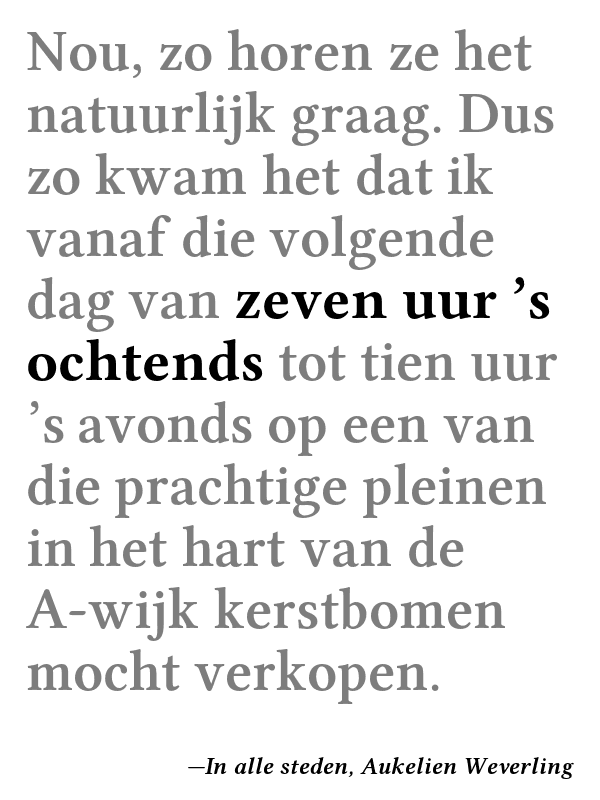 Nou, zo horen ze het
natuurlijk graag. Dus
zo kwam het dat ik
vanaf die volgende
dag van zeven uur ’s
ochtends tot tien uur
’s avonds op een van
die prachtige pleinen
in het hart van de
A-wijk kerstbomen
mocht verkopen.
—In alle steden, Aukelien Weverling